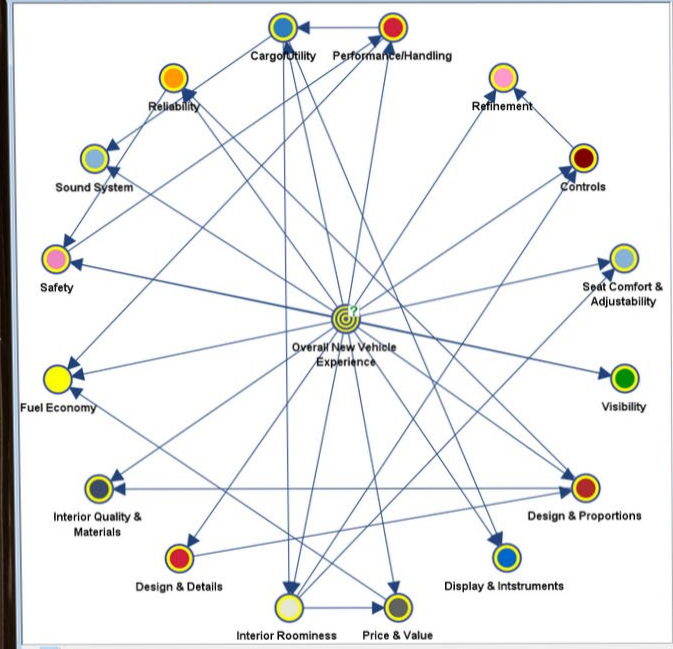 Cargo/Utility
Performance/Handling
Reliability
Refinement
Sound System
Controls
Safety
Seat Comfort &
Adjustability
?
Overall New Vehicle
Experience
Fuel Economy
Visibility
Interior Quality &
Materials
Design & Proportions
Design & Details
Display & Intstruments
Interior Roominess
Price & Value